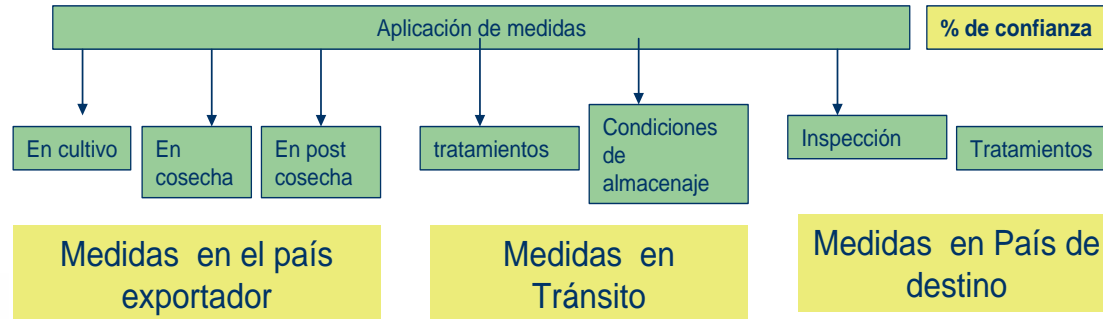 Aplicación de medidas
% de confianza
En cultivo
En
cosecha
En post
cosecha
tratamientos
Condiciones
de
almacenaje
Inspección
Tratamientos
Medidas en el país
exportador
Medidas en
Tránsito
Medidas en País de
destino